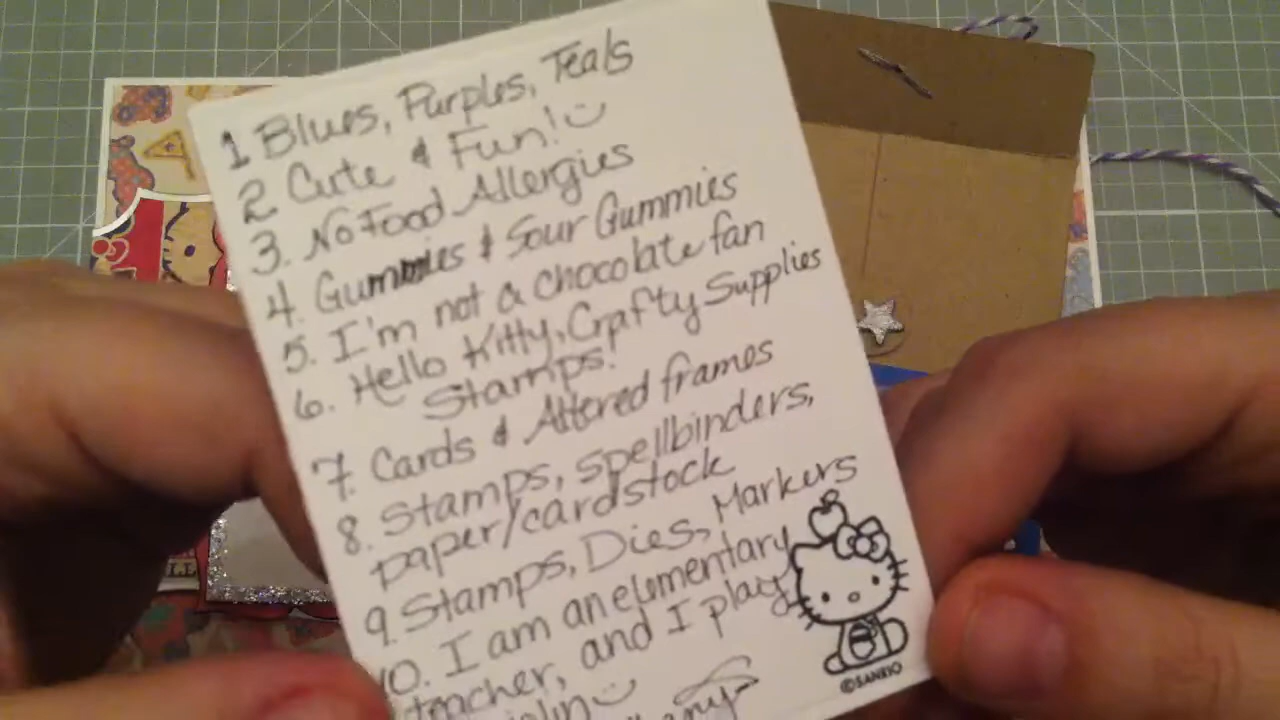 1 Blues, Purples, Teals
2 Cute & Fun!
3. No Food Allergies
4. Gummies & Sour Gummies
5. I'm not a chocolate fan
6. Hello Kitty, Crafty Supplies
Stamps!
7. Cards & Altered frames
8. Stamps, spellbinders,
paper/cardstock
9. Stamps, Dies, Markers
10. I am an elementary
teacher, and I play
©SANRIO